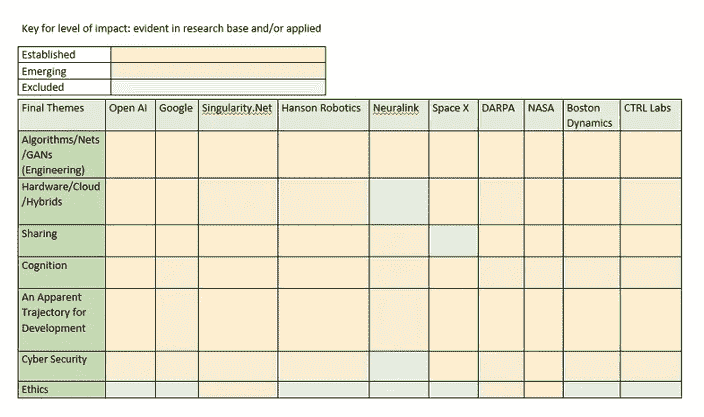 Key for level of impact: evident in research base and/or applied
Established
Emerging
Excluded
Final Themes Open AI Google Singularity.Net Hanson Robotics Neuralink Space X DARPA NASA Boston CTRL Labs
Dynamics
Algorithms/Nets
/GANs
(Engineering)
Hardware/Cloud
/Hybrids
Sharing
Cognition
An Apparent
Trajectory for
Development
Cyber Security
Ethics